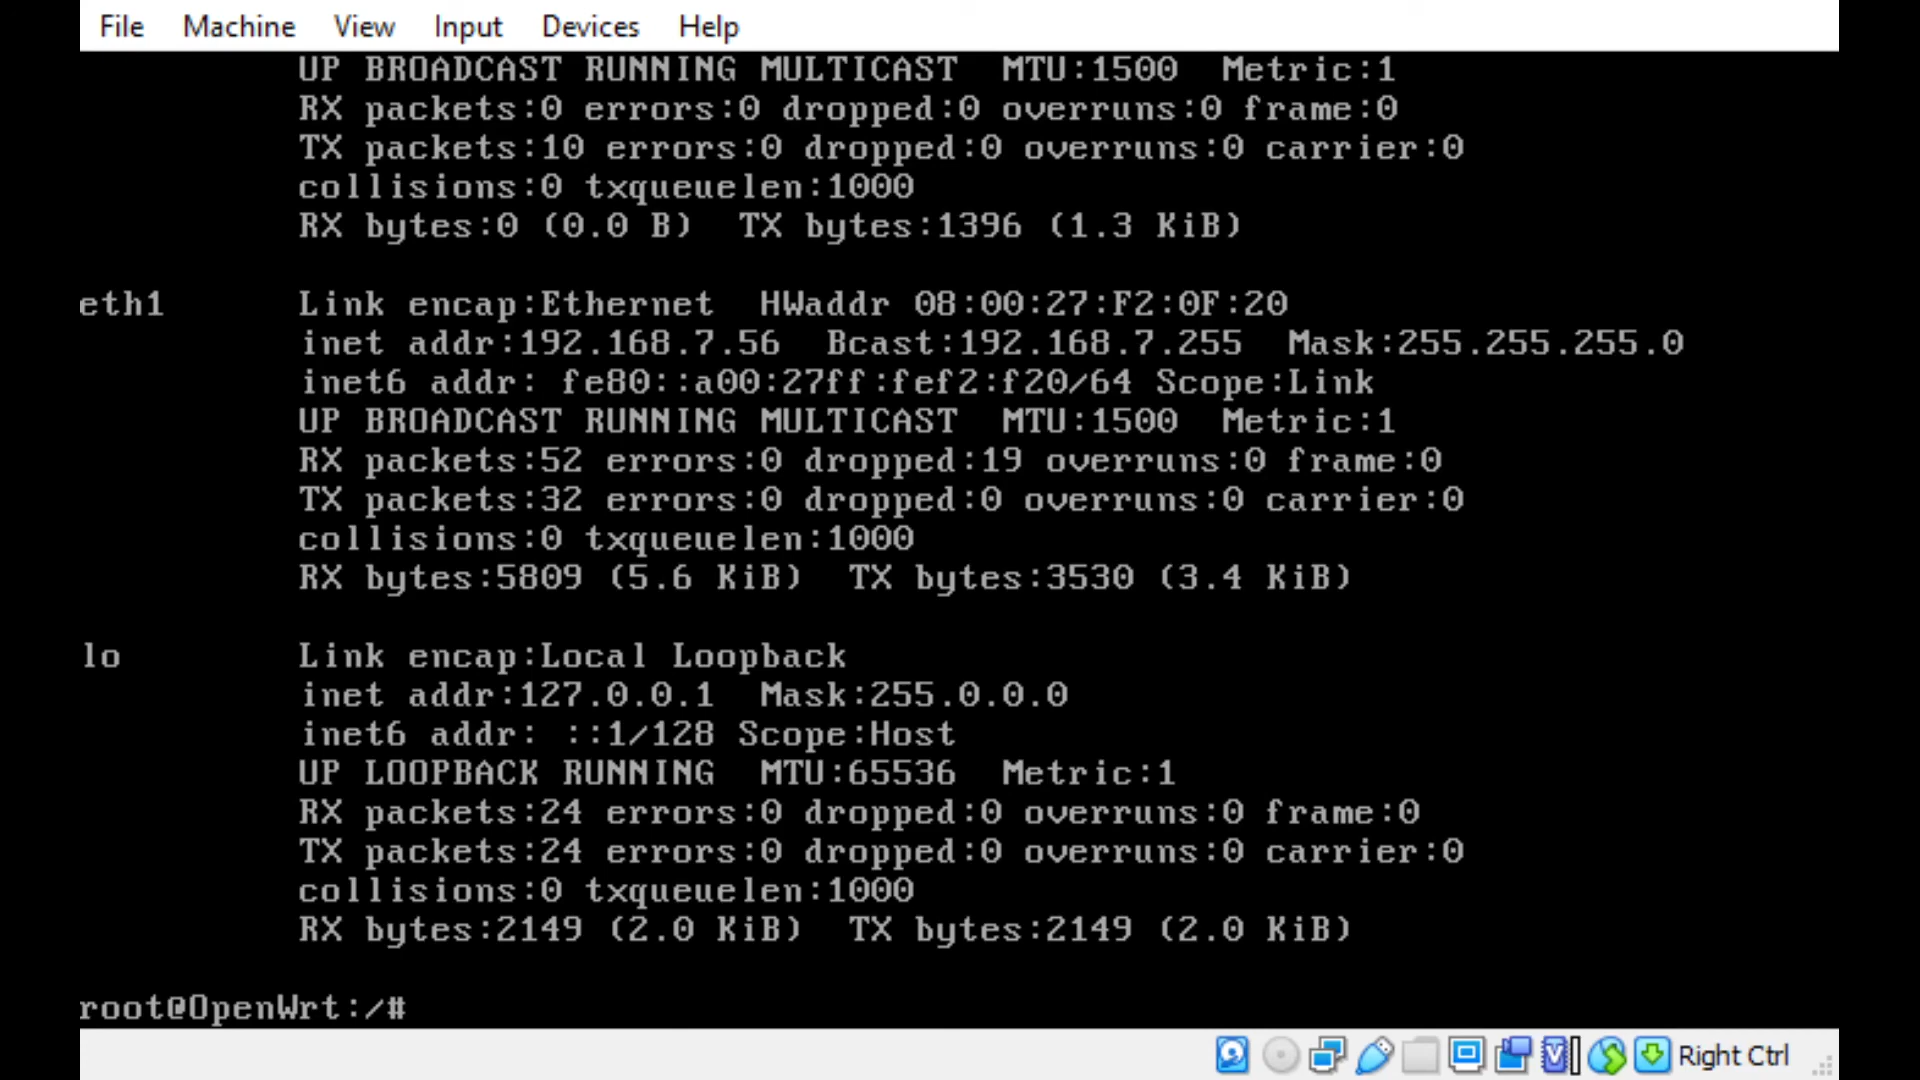 File Machine View Input Devices Help
UP BROADCAST RUNNING MULTICAST  MTU:1500  Metric:1
RX packets:0 errors:0 dropped:0 overruns:0 frame:0
TX packets:10 errors:0 dropped:0 overruns:0 carrier:0
collisions:0 txqueuelen:1000
RX bytes:0 (0.0 B)  TX bytes:1396 (1.3 KiB)
eth1      Link encap:Ethernet  HWaddr 08:00:27:F2:0F:20
inet addr:192.168.7.56  Bcast:192.168.7.255  Mask:255.255.255.0
inet6 addr: fe80::a00:27ff:fef2:f20/64 Scope:Link
UP BROADCAST RUNNING MULTICAST  MTU:1500  Metric:1
RX packets:52 errors:0 dropped:19 overruns:0 frame:0
TX packets:32 errors:0 dropped:0 overruns:0 carrier:0
collisions:0 txqueuelen:1000
RX bytes:5809 (5.6 KiB)  TX bytes:3530 (3.4 KiB)
lo        Link encap:Local Loopback
inet addr:127.0.0.1  Mask:255.0.0.0
inet6 addr: ::1/128 Scope:Host
UP LOOPBACK RUNNING  MTU:65536  Metric:1
RX packets:24 errors:0 dropped:0 overruns:0 frame:0
TX packets:24 errors:0 dropped:0 overruns:0 carrier:0
collisions:0 txqueuelen:1000
RX bytes:2149 (2.0 KiB)  TX bytes:2149 (2.0 KiB)
root@OpenWrt:/#
Right Ctrl